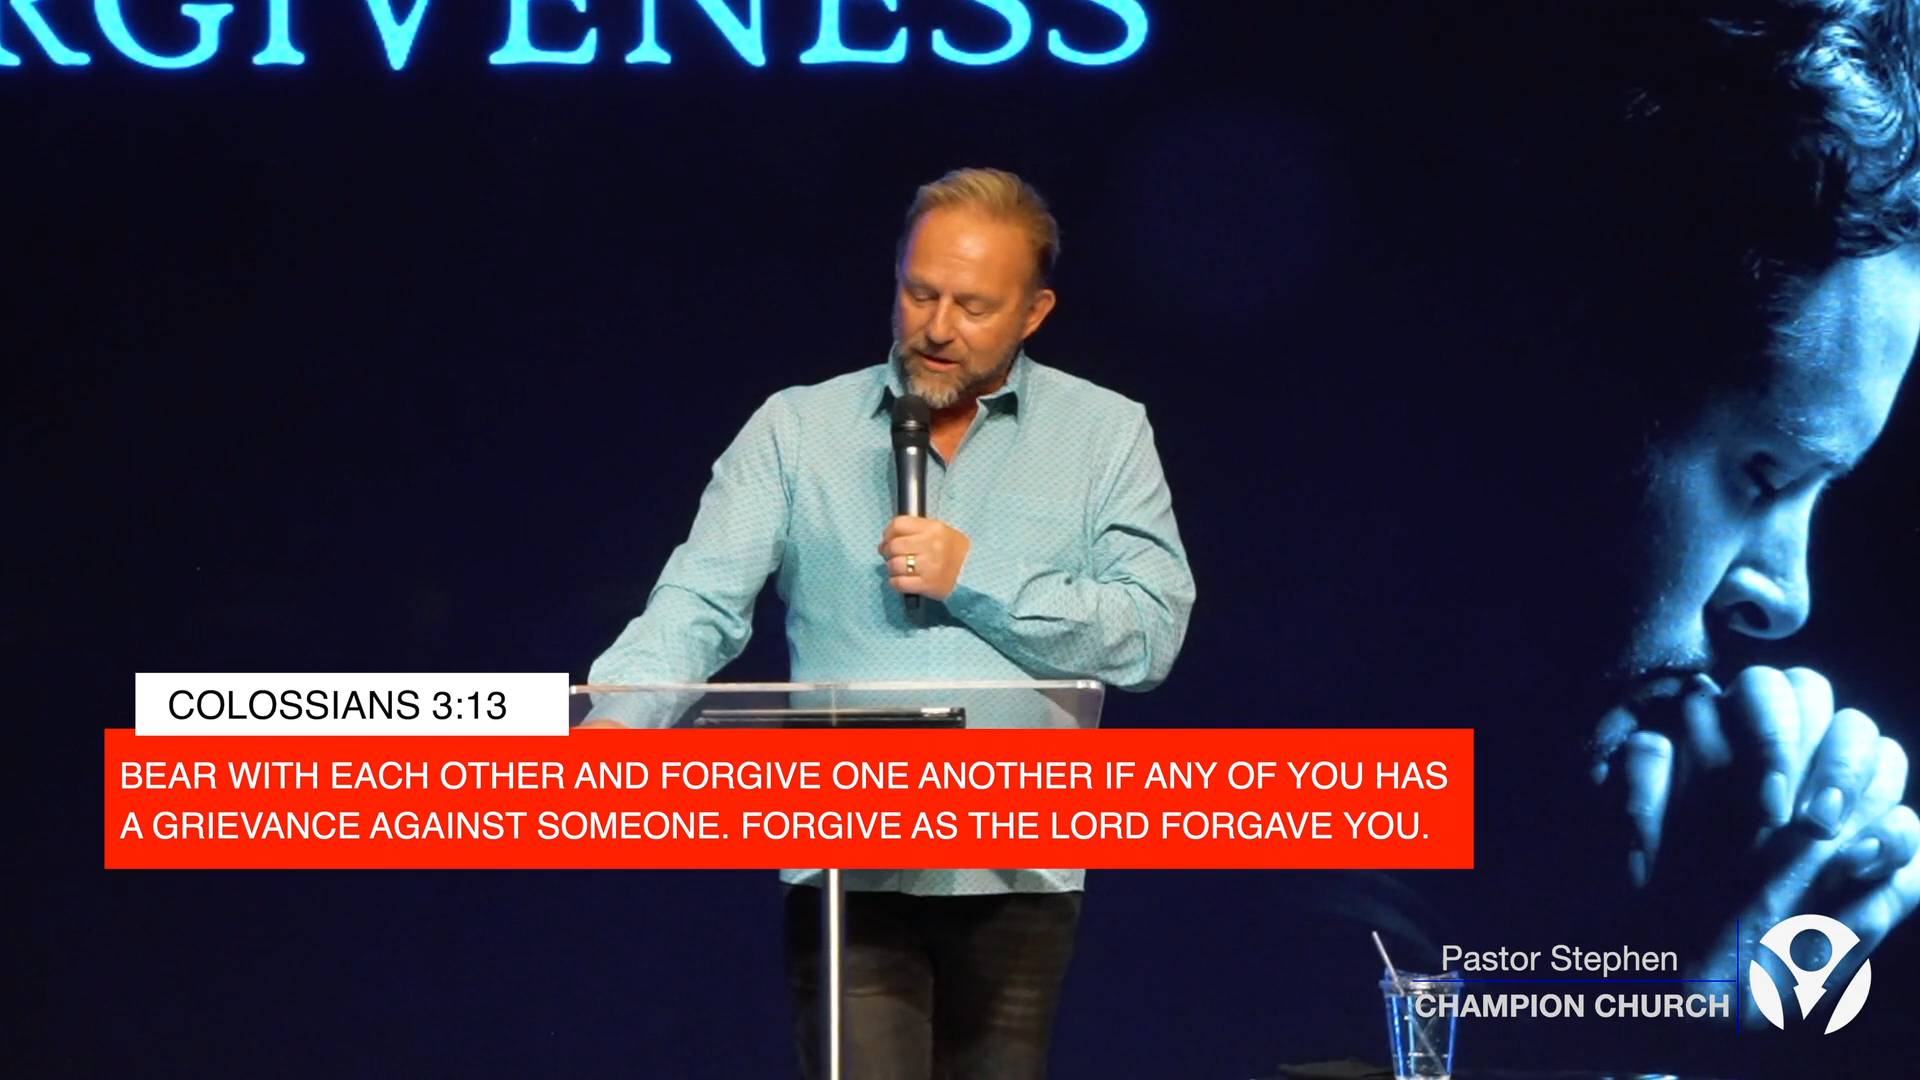 RGIVENESS
COLOSSIANS 3:13
BEAR WITH EACH OTHER AND FORGIVE ONE ANOTHER IF ANY OF YOU HAS
A GRIEVANCE AGAINST SOMEONE. FORGIVE AS THE LORD FORGAVE YOU.
Pastor Stephen
CHAMPION CHURCH